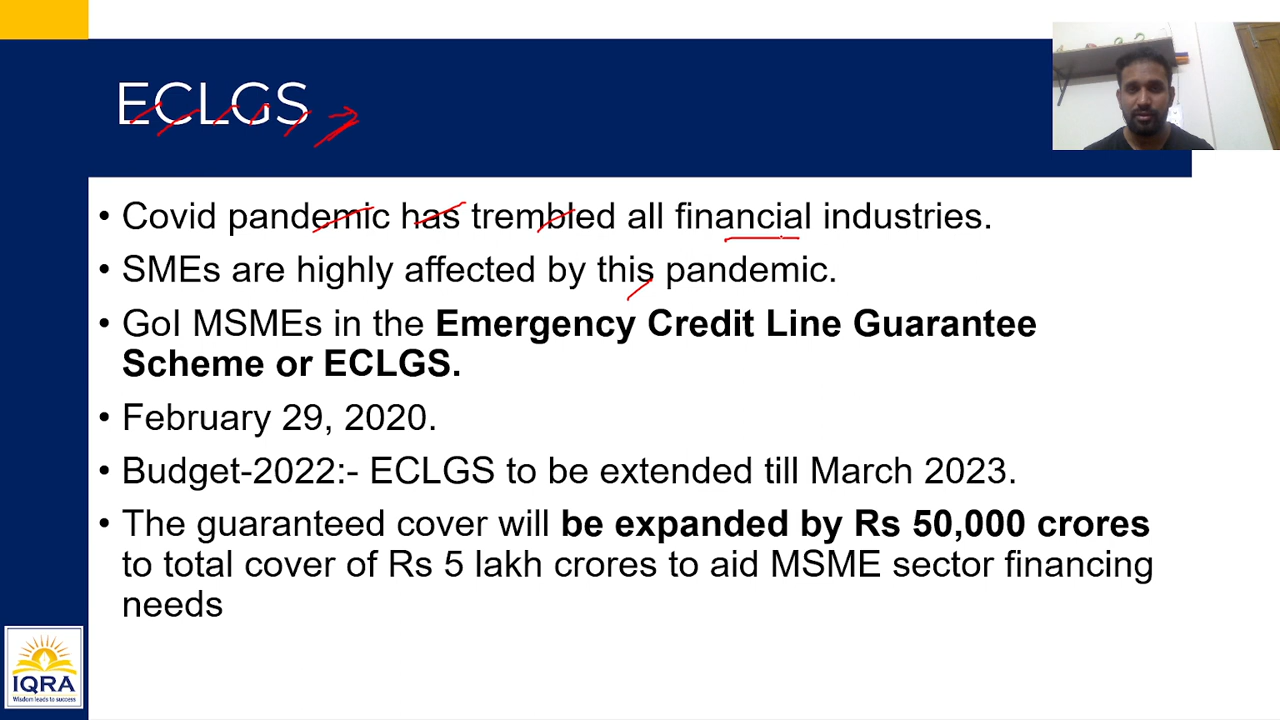 ECLGS
• Covid pandemic has trembled all financial industries.
• SMEs are highly affected by this pandemic.
• GoI MSMEs in the Emergency Credit Line Guarantee
Scheme or ECLGS.
• February 29, 2020.
• Budget-2022:- ECLGS to be extended till March 2023.
• The guaranteed cover will be expanded by Rs 50,000 crores
to total cover of Rs 5 lakh crores to aid MSME sector financing
needs
IQRA
Wisdom leads to success